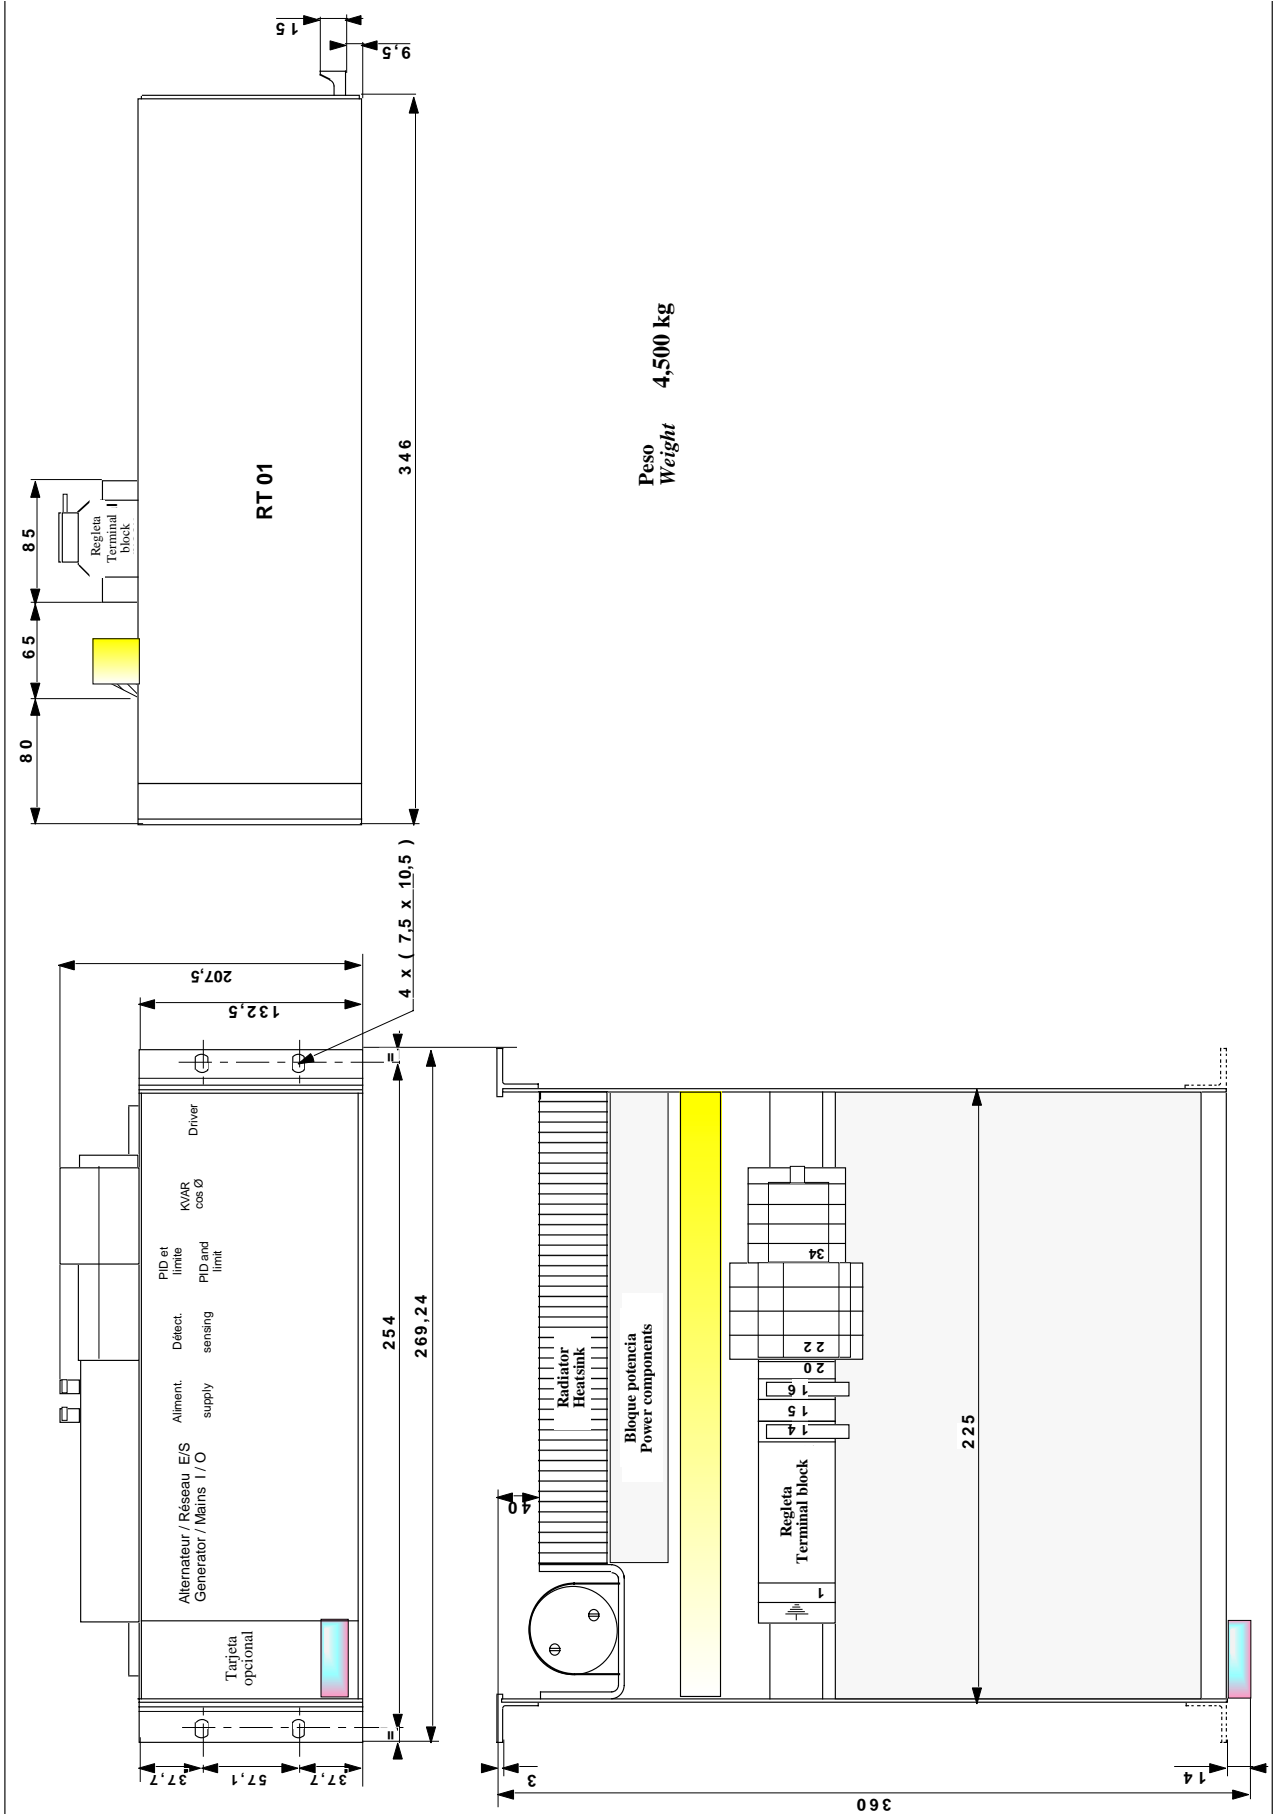 15
9,5
85
65
80
Regleta
Terminal
block
RT 01
346
Peso 4,500 kg
Weight
207,5
132,5
4 x ( 7,5 x 10,5 )
=
Driver
KVAR
cos Ø
PID et
limite
PID and
limit
Détect.
sensing
Aliment.
supply
Alternateur / Réseau E/S
Generator / Mains I / O
Tarjeta
opcional
254
269,24
=
37,7
57,1
37,7
Radiator
Heatsink
Bloque potencia
Power components
40
34
22
20
16
15
14
Regleta
Terminal block
1
225
3
360
14